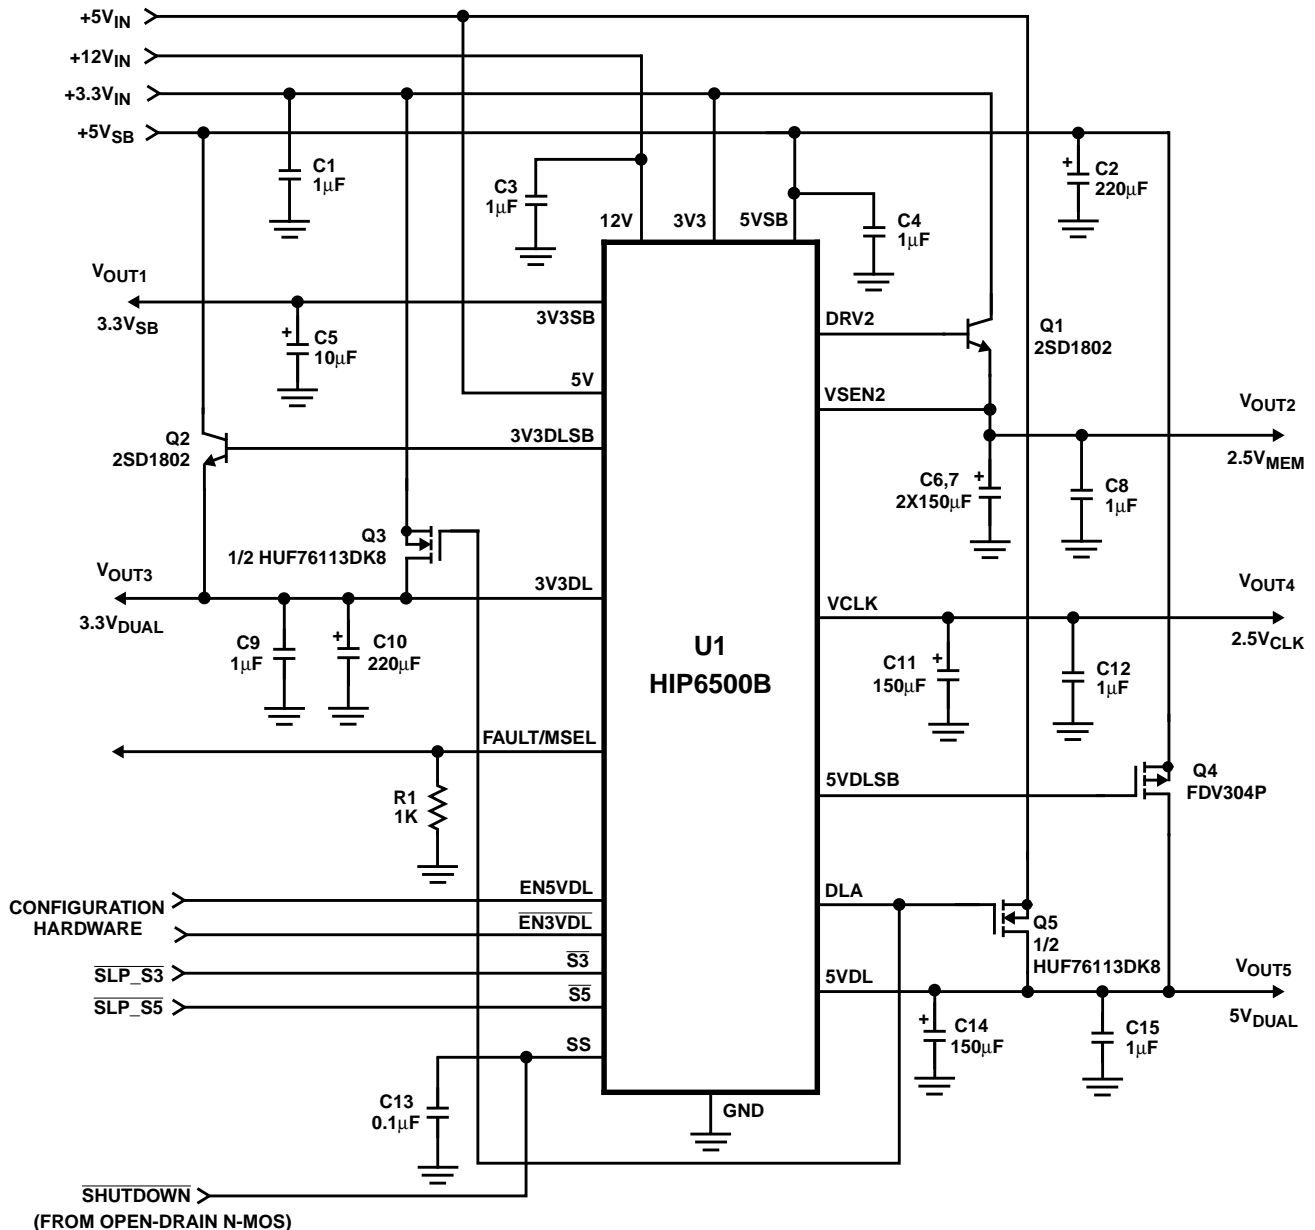 +5VIN
+12VIN
+3.3VIN
+5VSB
C1
1μF
C3
1μF
12V
3V3
5VSB
C4
1μF
C2
220μF
VOUT1
3.3VSB
3V3SB
C5
10μF
5V
DRV2
Q1
2SD1802
VSEN2
VOUT2
2.5VMEM
Q2
2SD1802
3V3DLSB
C6,7
2X150μF
C8
1μF
Q3
1/2 HUF76113DK8
VOUT3
3.3VDUAL
3V3DL
VCLK
VOUT4
2.5VCLK
C9
1μF
C10
220μF
U1
HIP6500B
C11
150μF
C12
1μF
FAULT/MSEL
R1
1K
5VDLSB
Q4
FDV304P
CONFIGURATION
HARDWARE
EN5VDL
EN3VDL
DLA
Q5
1/2
HUF76113DK8
SLP_S3
S3
SLP_S5
S5
5VDL
VOUT5
5VDUAL
SS
C14
150μF
C15
1μF
C13
0.1μF
GND
SHUTDOWN
(FROM OPEN-DRAIN N-MOS)